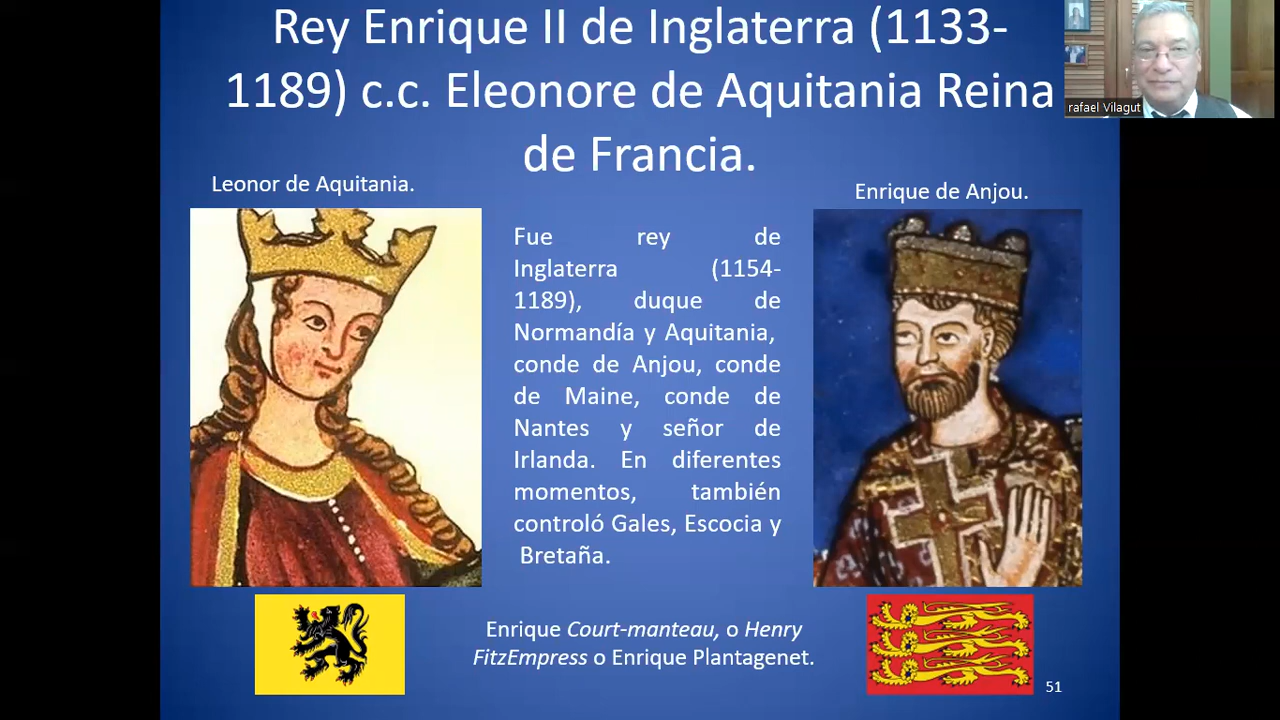 Rey Enrique II de Inglaterra (1133-
1189) c.c. Eleonore de Aquitania Reina
de Francia.
rafael Vilagut
Leonor de Aquitania.
Enrique de Anjou.
Fue rey de
Inglaterra (1154-
1189), duque de
Normandía y Aquitania,
conde de Anjou, conde
de Maine, conde de
Nantes y señor de
Irlanda. En diferentes
momentos, también
controló Gales, Escocia y
Bretaña.
Enrique Court-manteau, o Henry
FitzEmpress o Enrique Plantagenet.
51